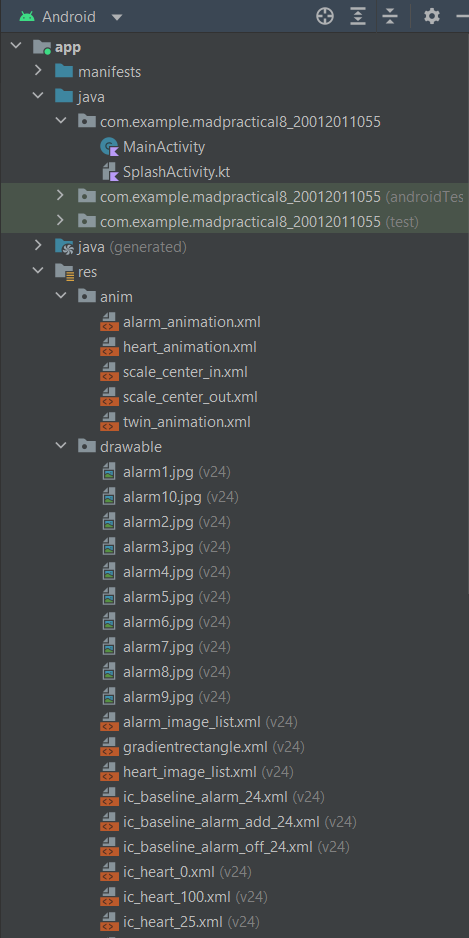 Android
app
manifests
java
com.example.madpractical8_20012011055
MainActivity
SplashActivity.kt
com.example.madpractical8_20012011055 (androidTes
com.example.madpractical8_20012011055 (test)
java (generated)
res
anim
alarm_animation.xml
heart_animation.xml
scale_center_in.xml
scale_center_out.xml
twin_animation.xml
drawable
alarm1.jpg (v24)
alarm10.jpg (v24)
alarm2.jpg (v24)
alarm3.jpg (v24)
alarm4.jpg (v24)
alarm5.jpg (v24)
alarm6.jpg (v24)
alarm7.jpg (v24)
alarm8.jpg (v24)
alarm9.jpg (v24)
alarm_image_list.xml (v24)
gradientrectangle.xml (v24)
heart_image_list.xml (v24)
ic_baseline_alarm_24.xml (v24)
ic_baseline_alarm_add_24.xml (v24)
ic_baseline_alarm_off_24.xml (v24)
ic_heart_0.xml (v24)
ic_heart_100.xml (v24)
ic_heart_25.xml (v24)